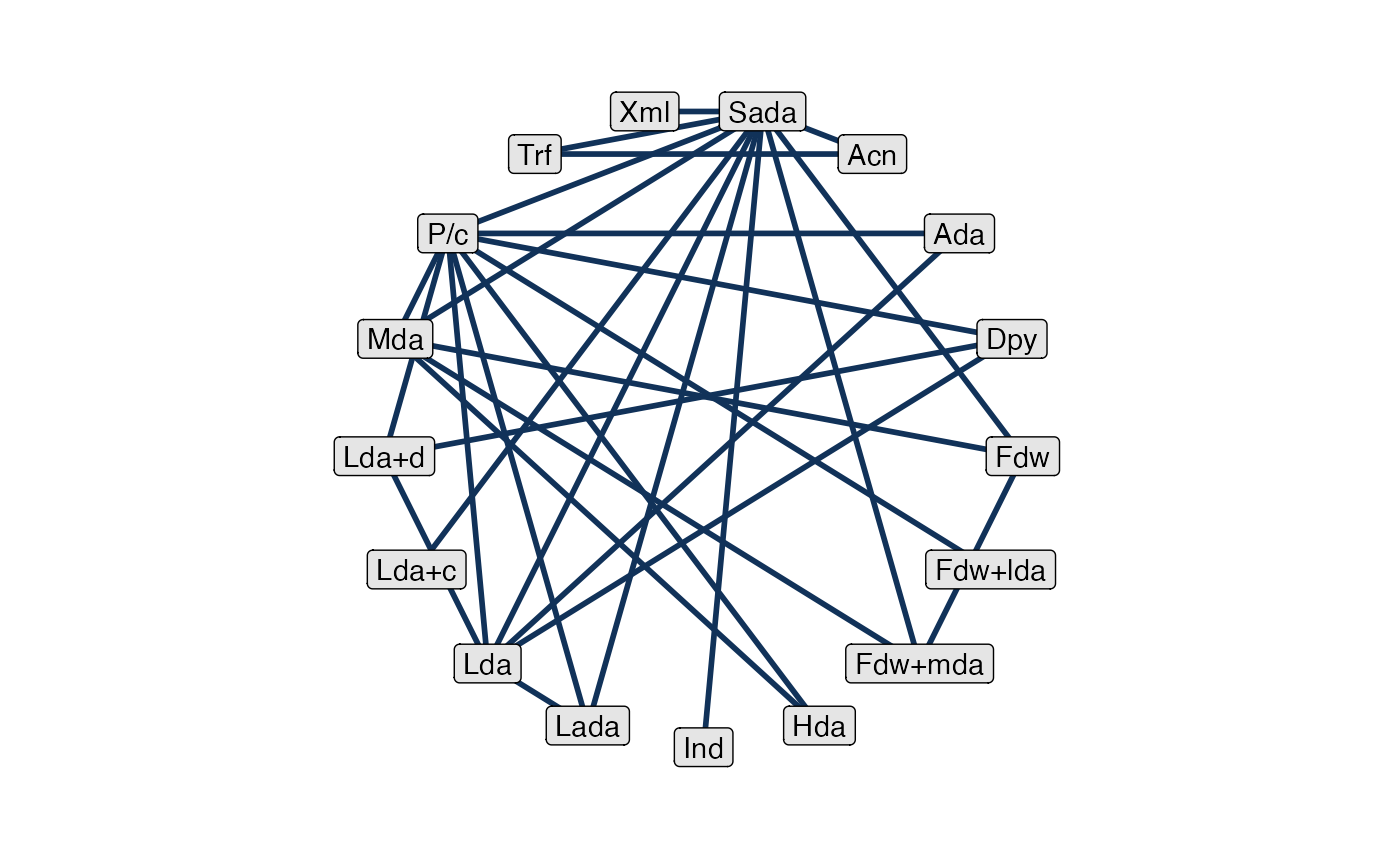 Xml
Sada
Trf
Acn
P/c
Ada
Mda
Dpy
Lda+d
Fdw
Lda+c
Fdw+lda
Lda
Fdw+mda
Lada
Ind
Hda